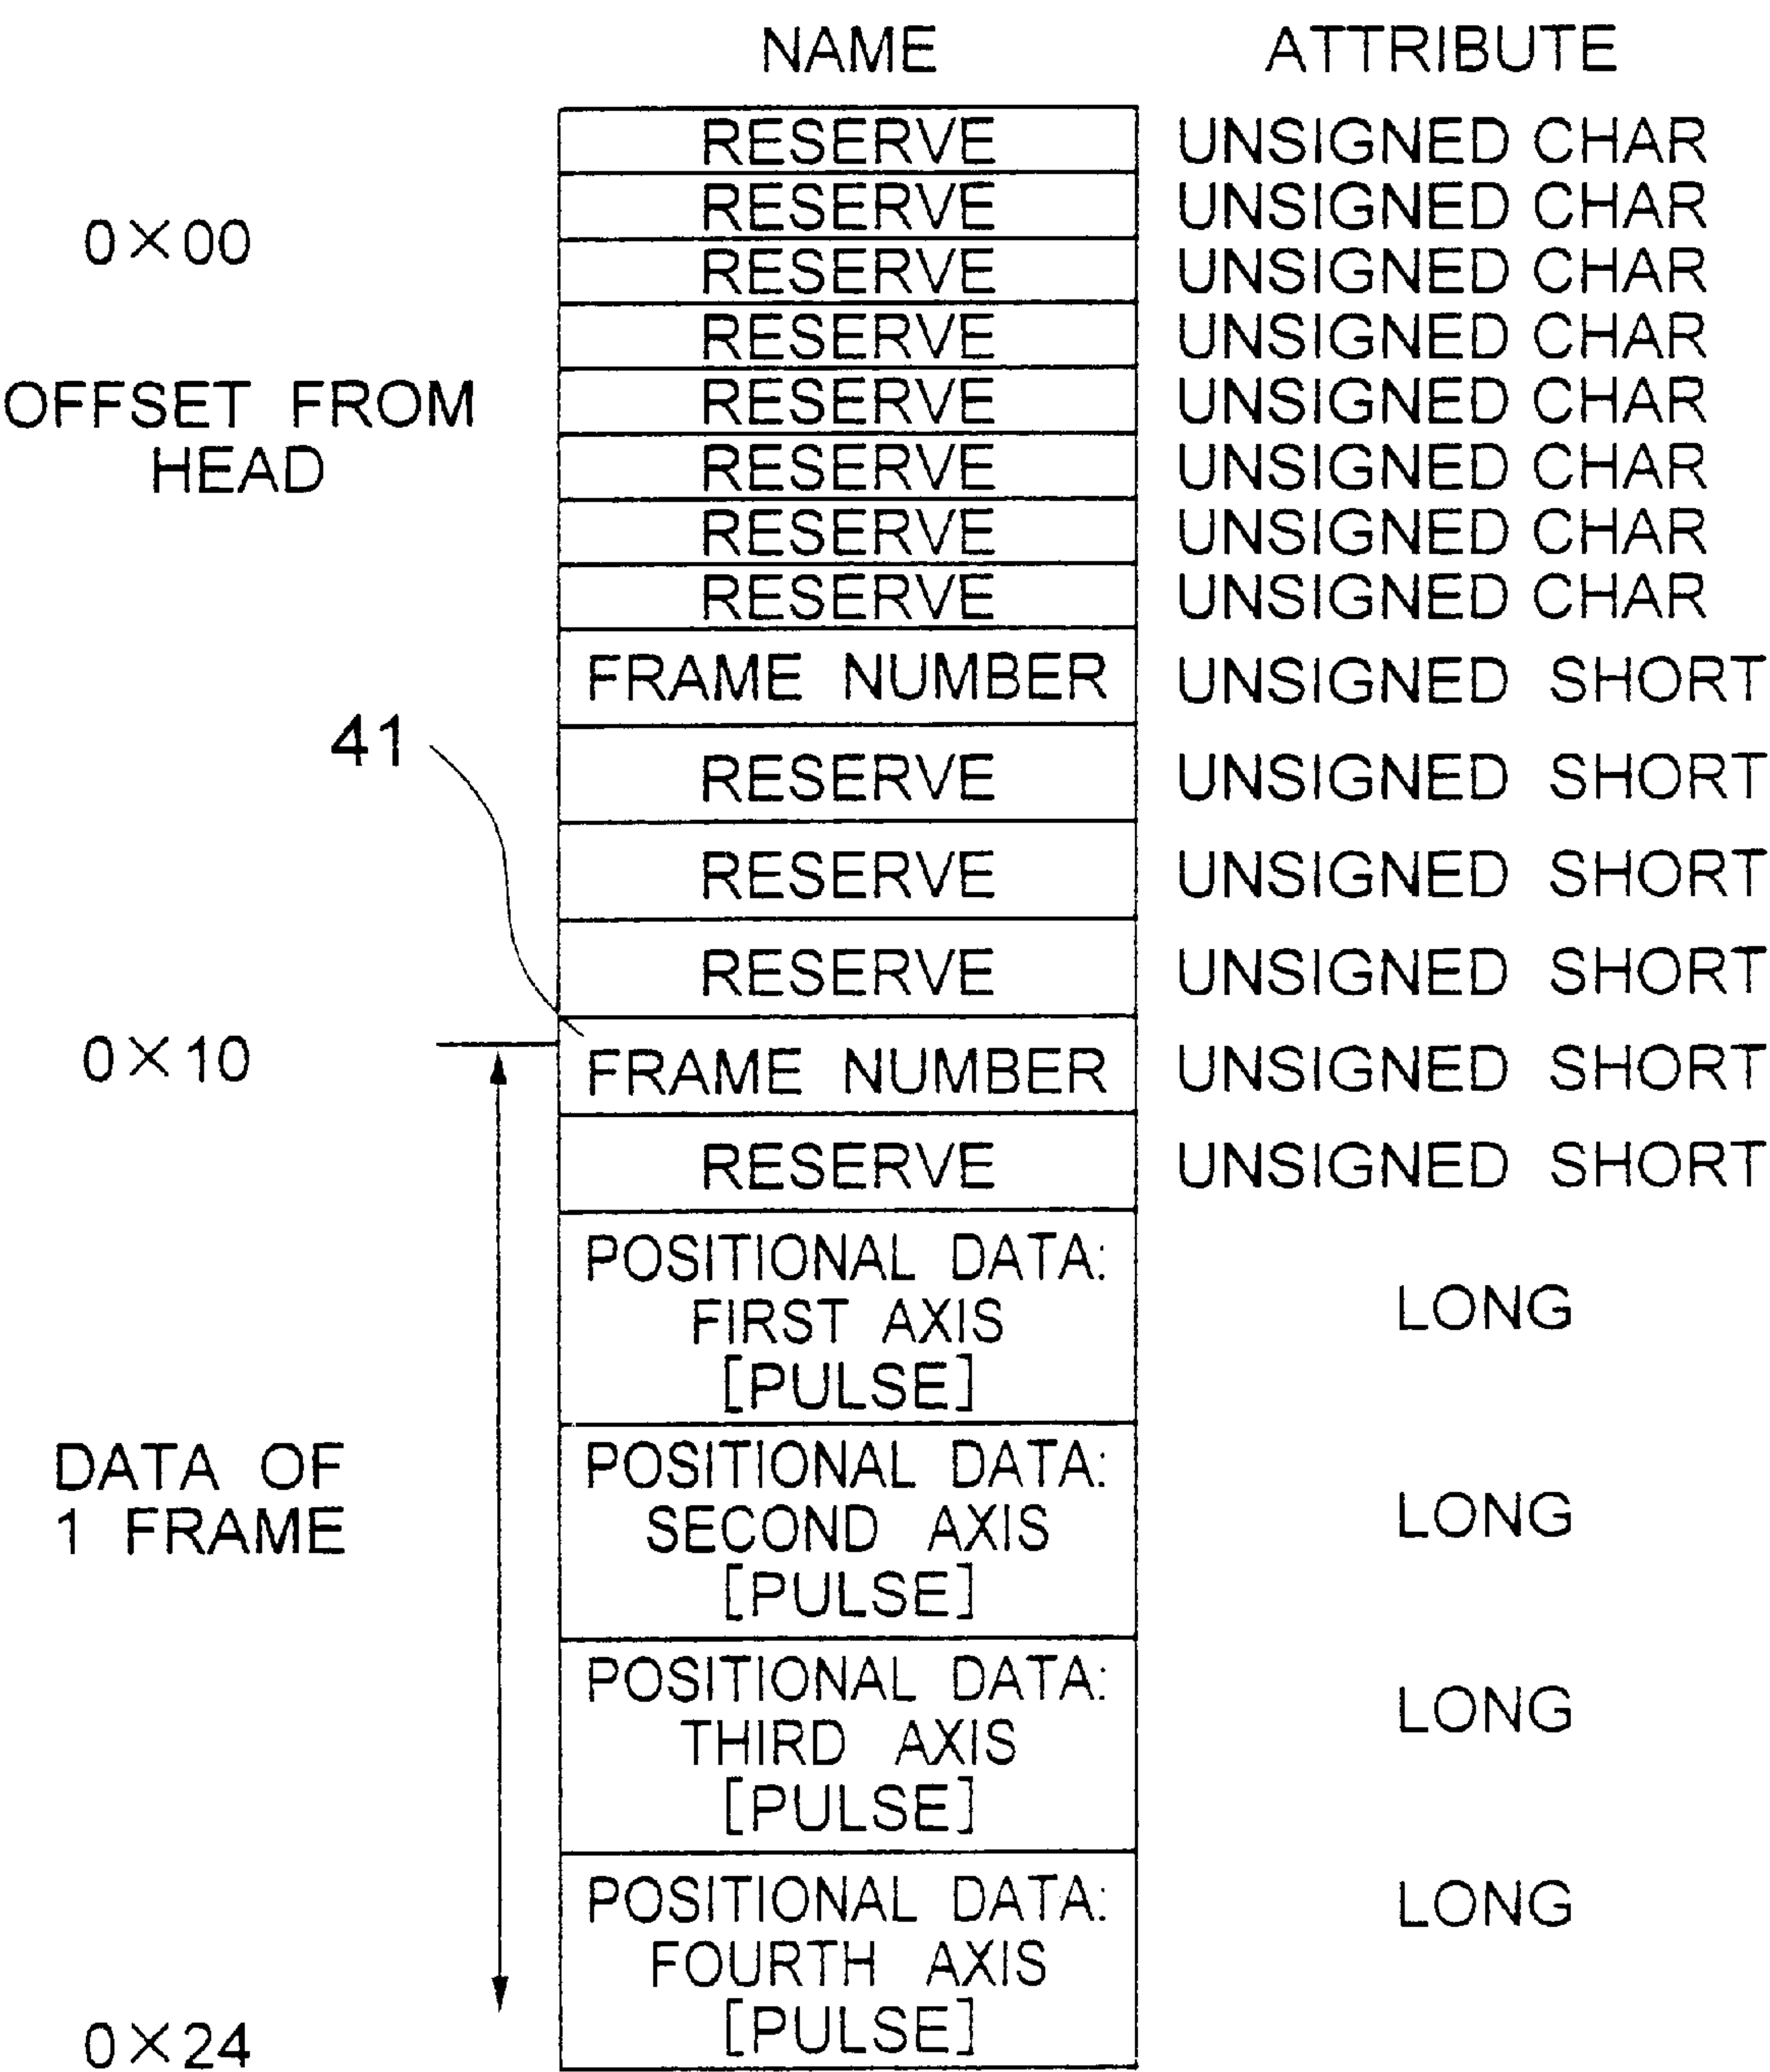 NAME ATTRIBUTE
RESERVE UNSIGNED CHAR
RESERVE UNSIGNED CHAR
0×00
RESERVE UNSIGNED CHAR
RESERVE UNSIGNED CHAR
OFFSET FROM
HEAD
RESERVE UNSIGNED CHAR
RESERVE UNSIGNED CHAR
RESERVE UNSIGNED CHAR
RESERVE UNSIGNED CHAR
FRAME NUMBER UNSIGNED SHORT
41
RESERVE UNSIGNED SHORT
RESERVE UNSIGNED SHORT
RESERVE UNSIGNED SHORT
0×10 FRAME NUMBER UNSIGNED SHORT
RESERVE UNSIGNED SHORT
POSITIONAL DATA:
FIRST AXIS
[PULSE]
LONG
DATA OF
1 FRAME
POSITIONAL DATA:
SECOND AXIS
[PULSE]
LONG
POSITIONAL DATA:
THIRD AXIS
[PULSE]
LONG
POSITIONAL DATA:
FOURTH AXIS
[PULSE]
LONG
0×24